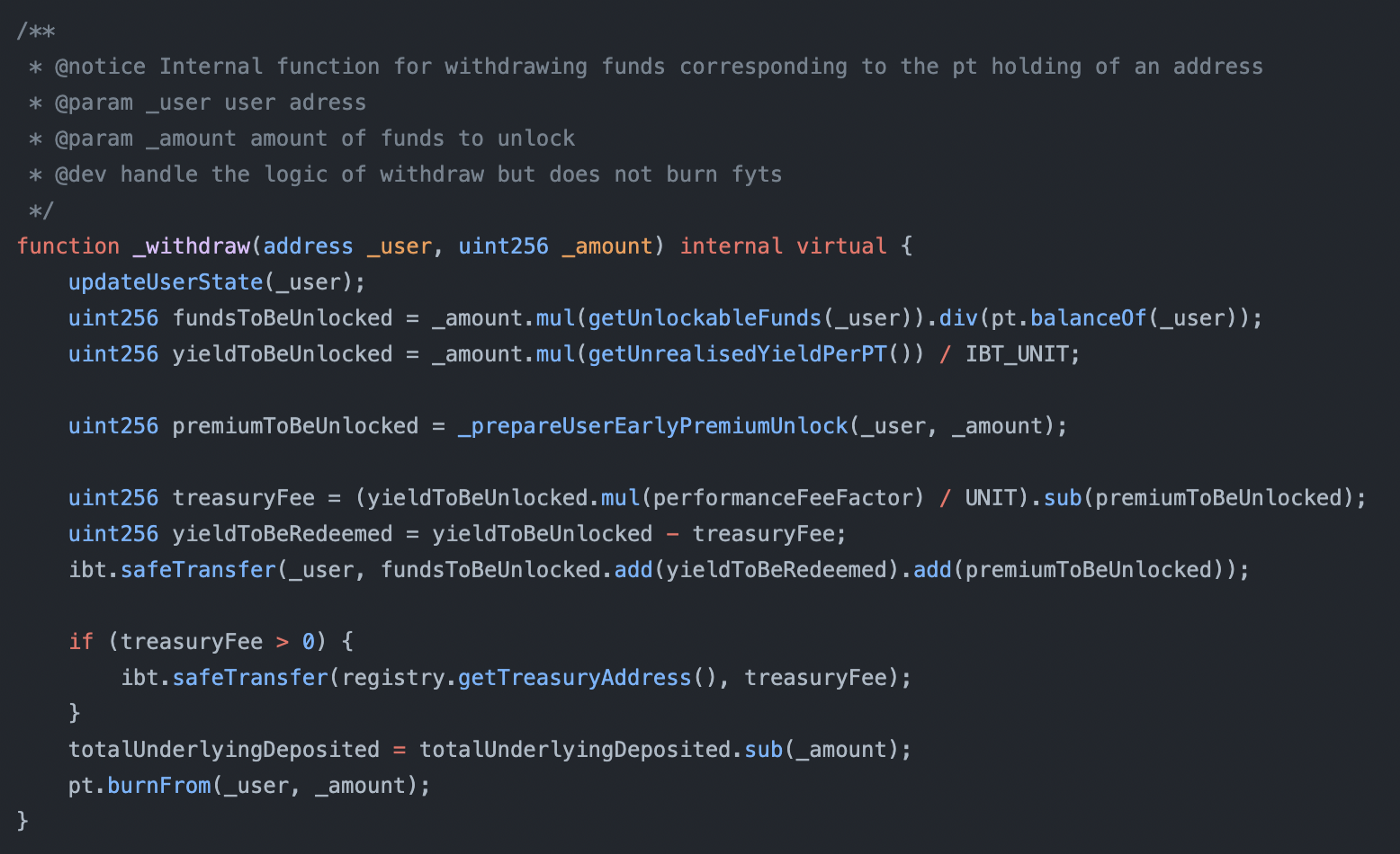 /**
 * @notice Internal function for withdrawing funds corresponding to the pt holding of an address
 * @param _user user adress
 * @param _amount amount of funds to unlock
 * @dev handle the logic of withdraw but does not burn fyts
 */
function _withdraw(address _user, uint256 _amount) internal virtual {
    updateUserState(_user);
    uint256 fundsToBeUnlocked = _amount.mul(getUnlockableFunds(_user)).div(pt.balanceOf(_user));
    uint256 yieldToBeUnlocked = _amount.mul(getUnrealisedYieldPerPT()) / IBT_UNIT;

    uint256 premiumToBeUnlocked = _prepareUserEarlyPremiumUnlock(_user, _amount);

    uint256 treasuryFee = (yieldToBeUnlocked.mul(performanceFeeFactor) / UNIT).sub(premiumToBeUnlocked);
    uint256 yieldToBeRedeemed = yieldToBeUnlocked - treasuryFee;
    ibt.safeTransfer(_user, fundsToBeUnlocked.add(yieldToBeRedeemed).add(premiumToBeUnlocked));

    if (treasuryFee > 0) {
        ibt.safeTransfer(registry.getTreasuryAddress(), treasuryFee);
    }
    totalUnderlyingDeposited = totalUnderlyingDeposited.sub(_amount);
    pt.burnFrom(_user, _amount);
}